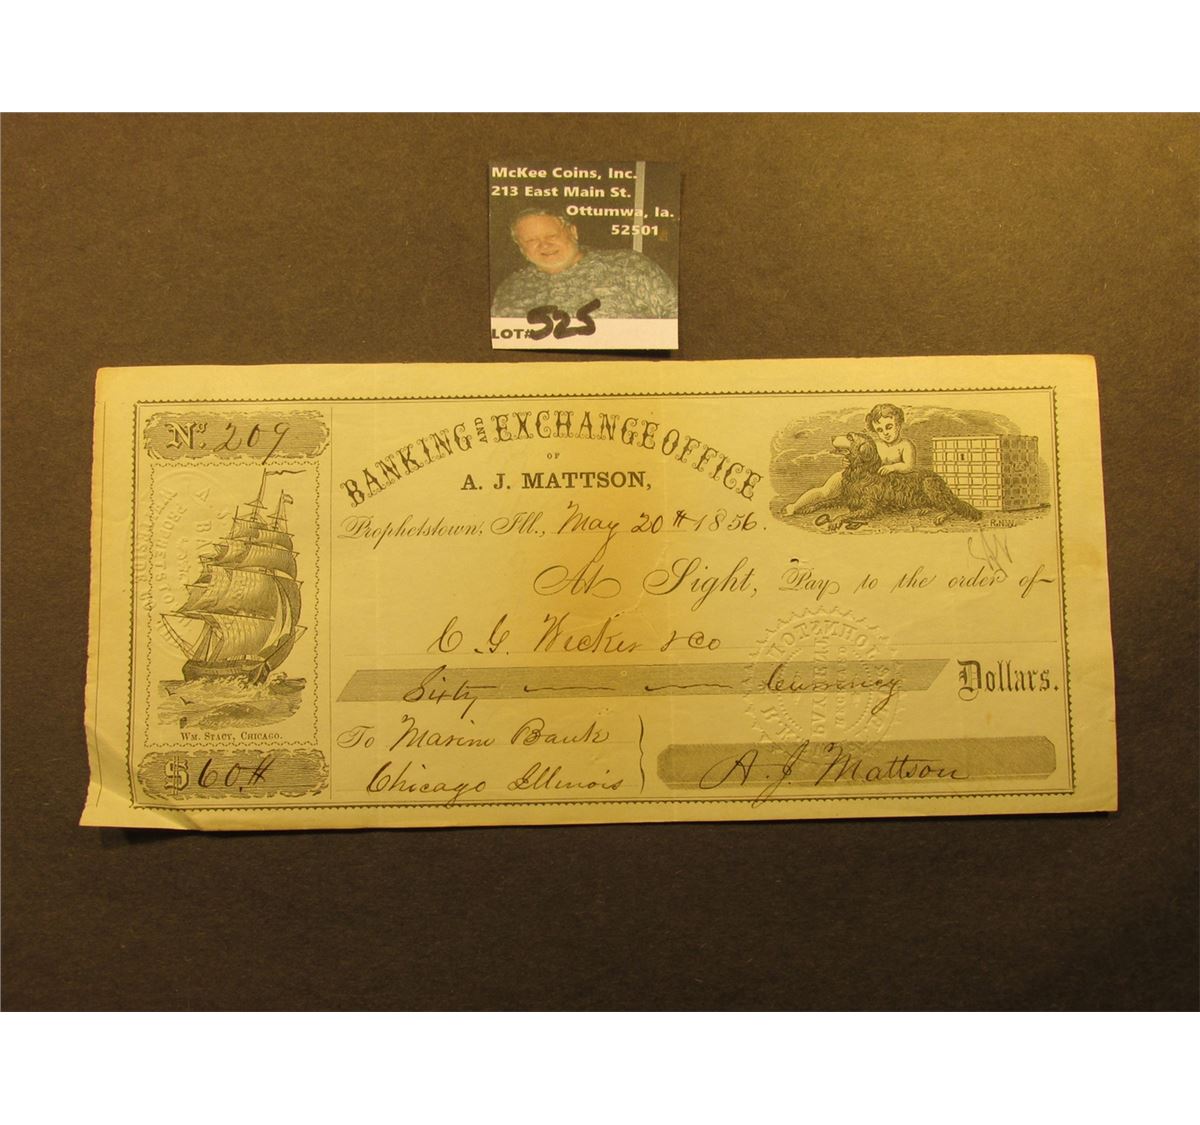 McKee Coins, Inc.
213 East Main St.
Ottumwa, Ia.
52501
LOT# 525
No. 209
BANKING AND EXCHANGE OFFICE
OF
A. J. MATTSON,
Prophetstown, Ill., May 20th 1856.
R.N.W.
At Sight, Pay to the order of
C. G. Wicker & Co
Sixty Currency Dollars.
WM. STACY, CHICAGO.
To Marine Bank
Chicago Illinois
$60.#
A. J. Mattson